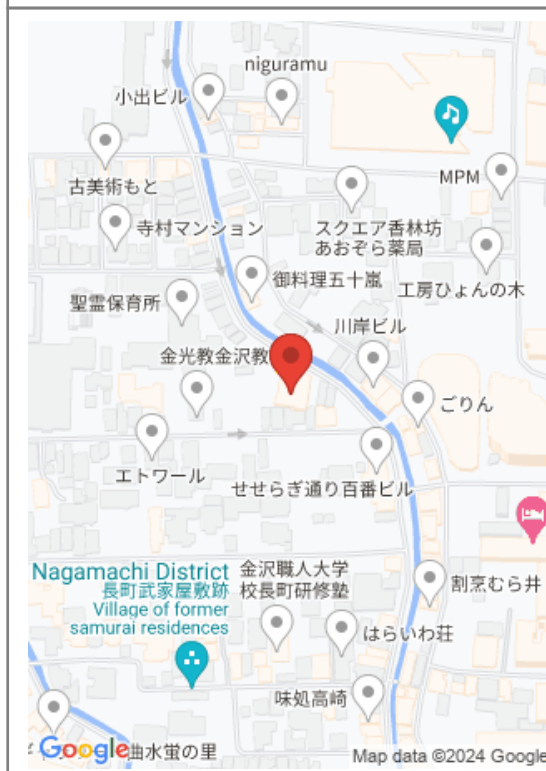 niguramu
小出ビル
MPM
古美術もと
スクエア香林坊
あおぞら薬局
寺村マンション
御料理五十嵐
工房ひょんの木
聖霊保育所
川岸ビル
金光教金沢教
ごりん
エトワール
せせらぎ通り百番ビル
Nagamachi District
長町武家屋敷跡
Village of former
samurai residences
金沢職人大学
校長町研修塾
割烹むら井
はらいわ荘
味処高崎
Google
曲水蛍の里
Map data ©2024 Google